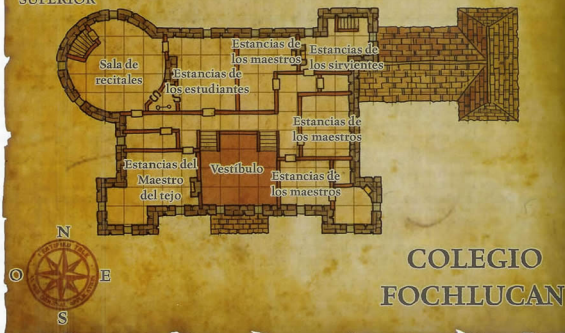 SUPERIOR
Sala de
recitales
Estancias de
los estudiantes
Estancias de
los maestros
Estancias de
los sirvientes
Estancias de
los maestros
Estancias del
Maestro
del tejo
Vestíbulo
Estancias de
los maestros
N
O
E
S
COLEGIO
FOCHLUCAN